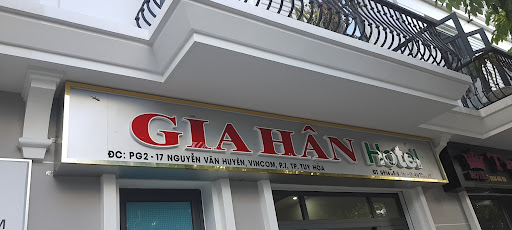 GIA HÂN Hotel
ĐC: PG2 - 17 NGUYỄN VĂN HUYÊN, VINCOM, P.7, TP. TUY HÒA